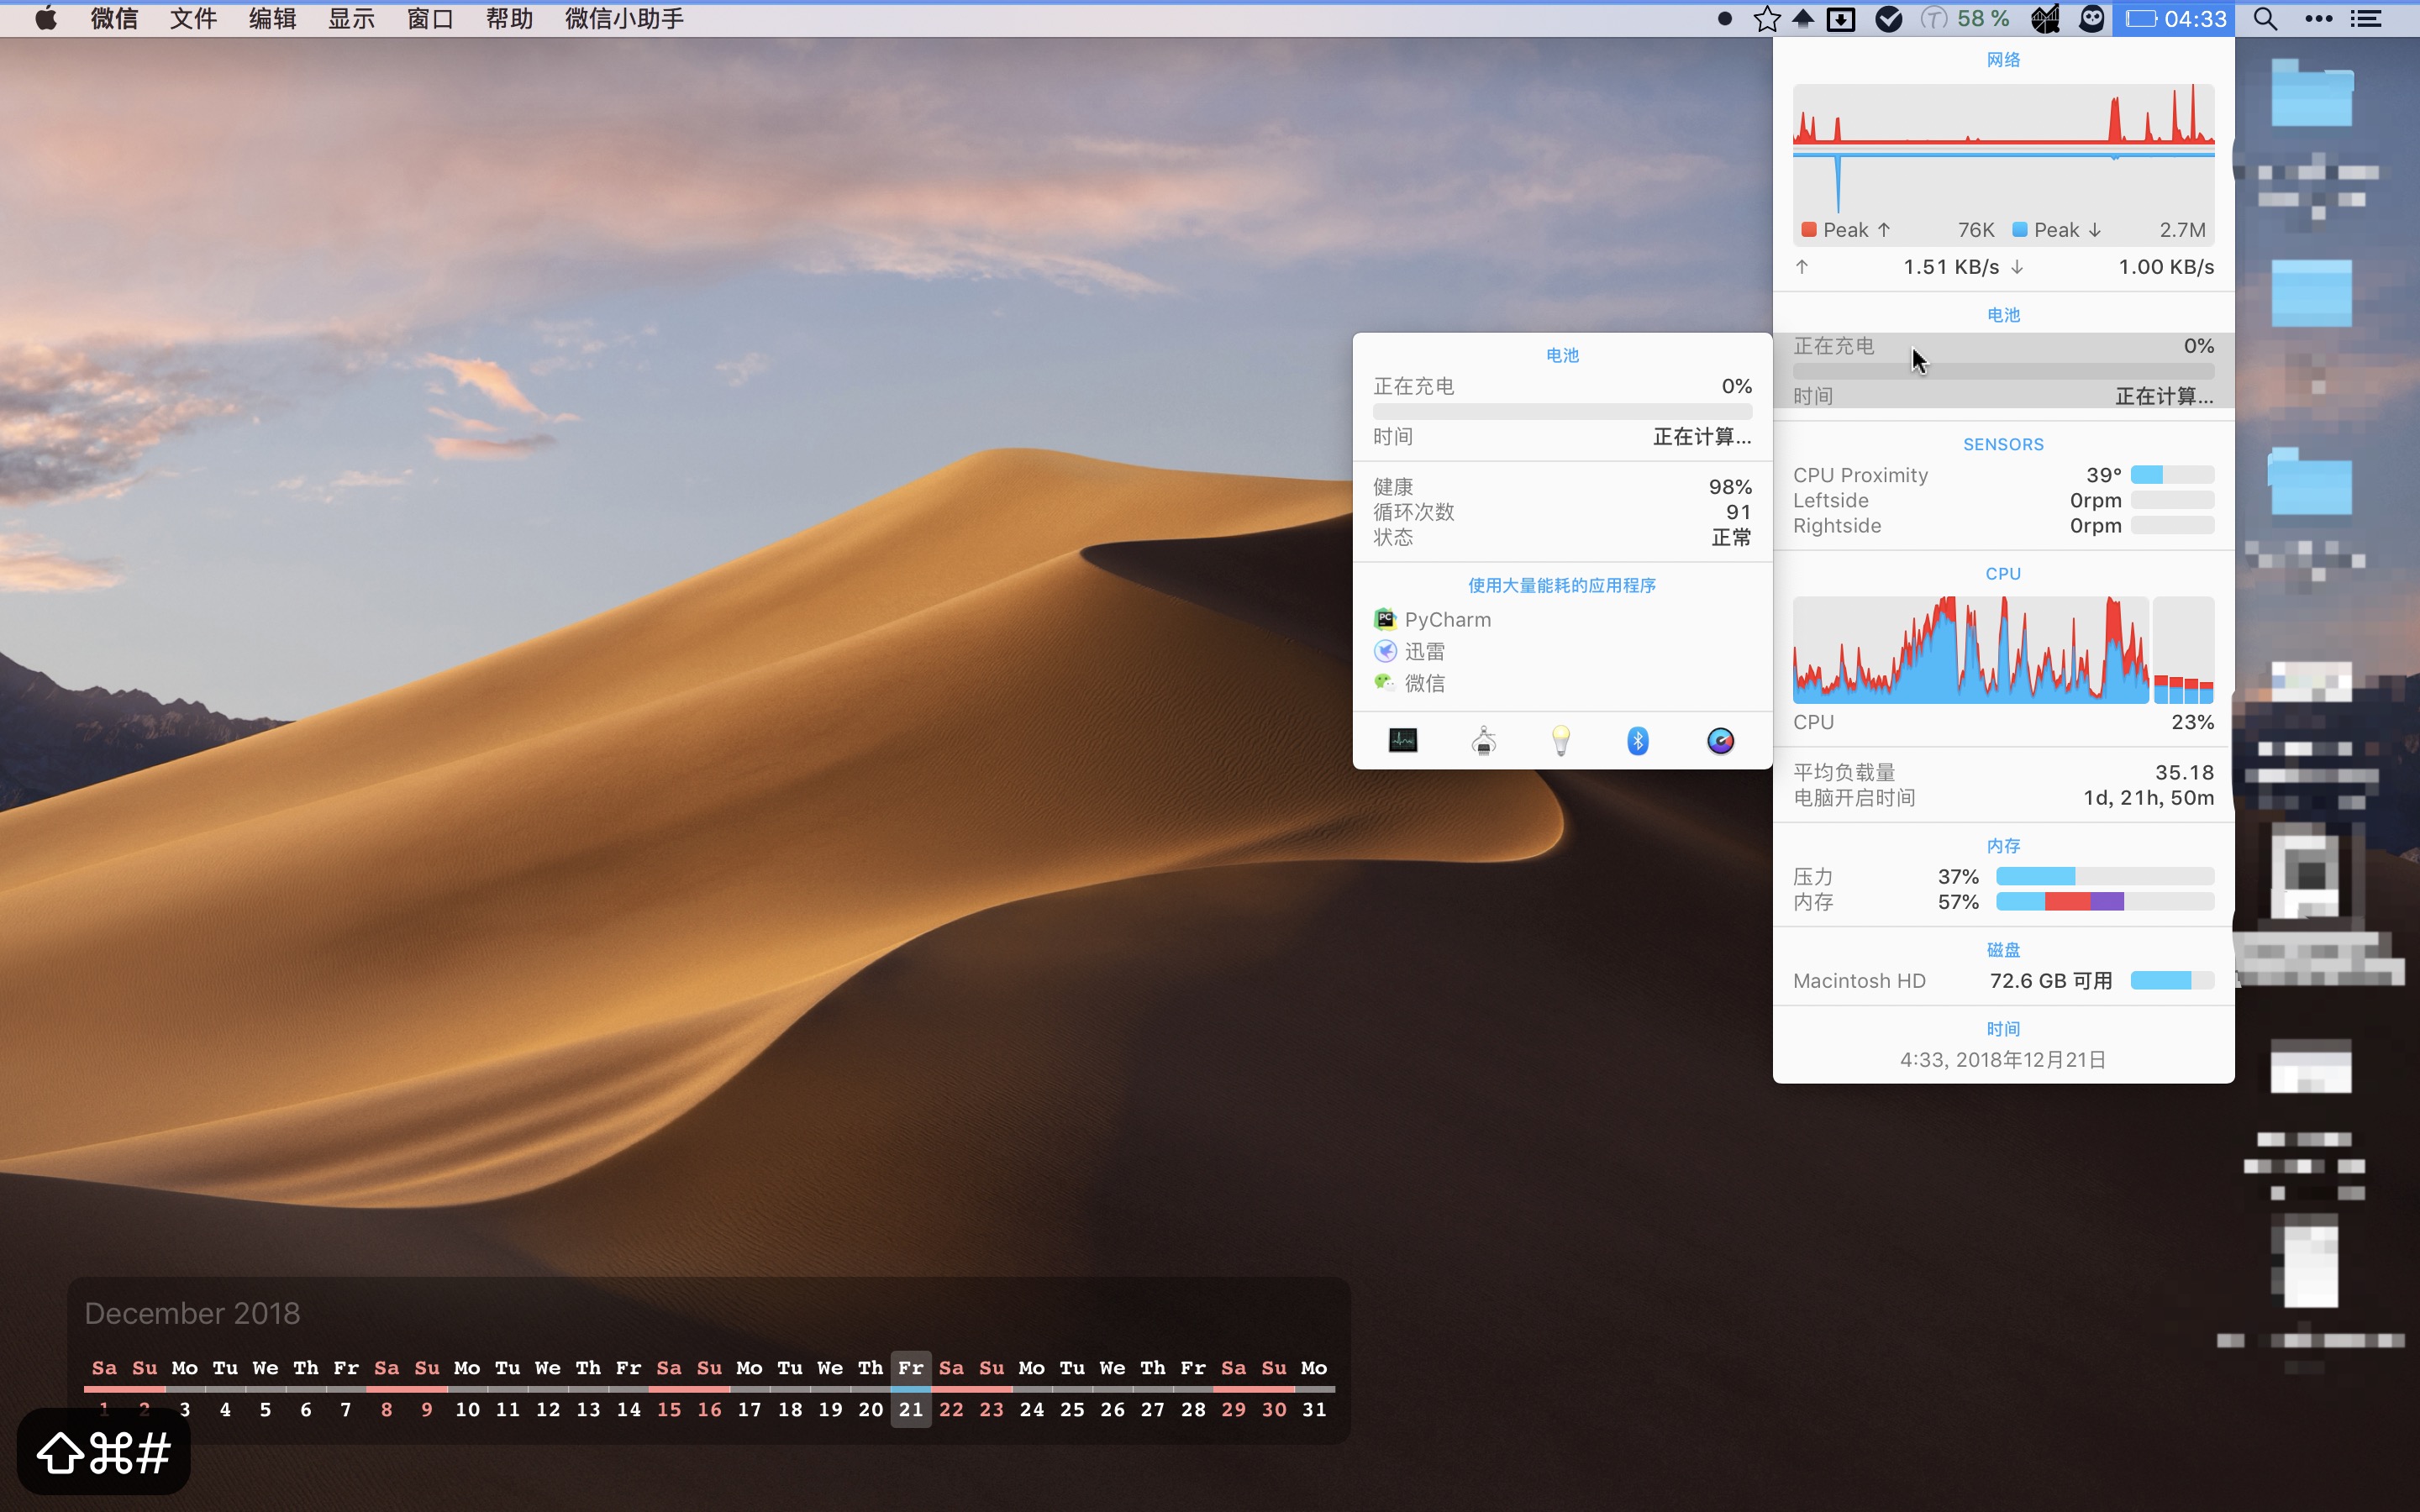 微信 文件 编辑 显示 窗口 帮助 微信小助手 58 % 04:33
网络
Peak ↑ 76K Peak ↓ 2.7M
↑ 1.51 KB/s ↓ 1.00 KB/s
电池
正在充电 0%
时间 正在计算...
SENSORS
CPU Proximity 39°
Leftside 0rpm
Rightside 0rpm
CPU
CPU 23%
平均负载量 35.18
电脑开启时间 1d, 21h, 50m
内存
压力 37%
内存 57%
磁盘
Macintosh HD 72.6 GB 可用
时间
4:33, 2018年12月21日
电池
正在充电 0%
时间 正在计算...
健康 98%
循环次数 91
状态 正常
使用大量能耗的应用程序
PyCharm
迅雷
微信
December 2018
Sa Su Mo Tu We Th Fr Sa Su Mo Tu We Th Fr Sa Su Mo Tu We Th Fr Sa Su Mo Tu We Th Fr Sa Su Mo
1 2 3 4 5 6 7 8 9 10 11 12 13 14 15 16 17 18 19 20 21 22 23 24 25 26 27 28 29 30 31
⇧⌘#